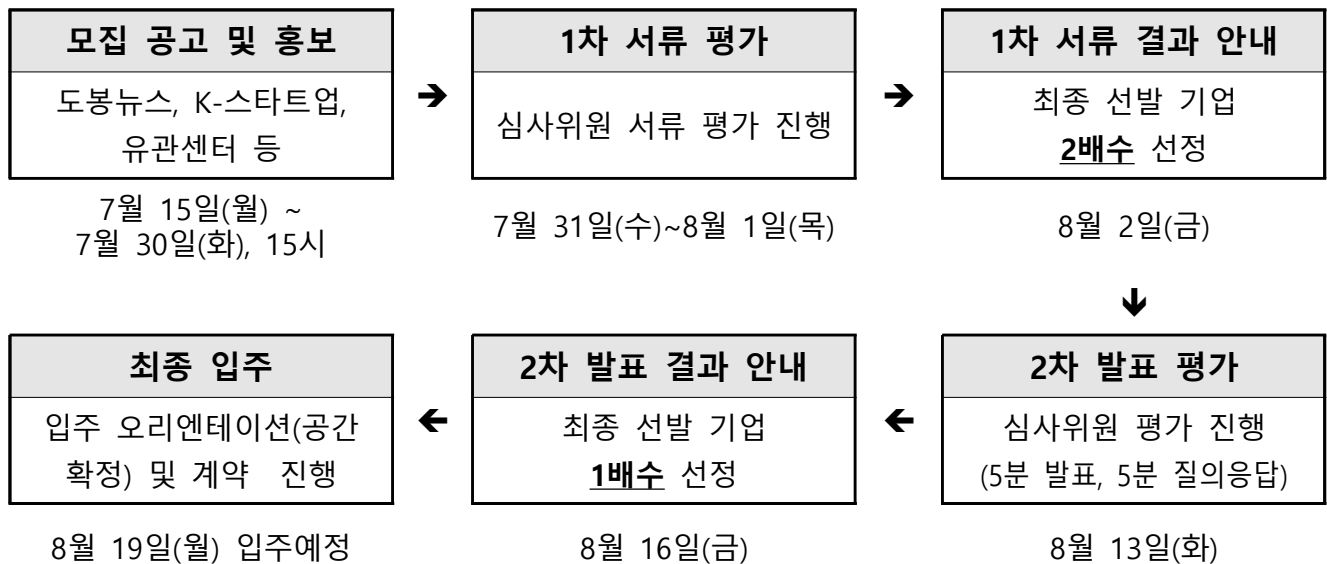 모집 공고 및 홍보
도봉뉴스, K-스타트업,
유관센터 등
7월 15일(월) ~
7월 30일(화), 15시
➔
1차 서류 평가
심사위원 서류 평가 진행
7월 31일(수)~8월 1일(목)
➔
1차 서류 결과 안내
최종 선발 기업
2배수 선정
8월 2일(금)
🡻
2차 발표 평가
심사위원 평가 진행
(5분 발표, 5분 질의응답)
8월 13일(화)
🡸
2차 발표 결과 안내
최종 선발 기업
1배수 선정
8월 16일(금)
🡸
최종 입주
입주 오리엔테이션(공간
확정) 및 계약 진행
8월 19일(월) 입주예정